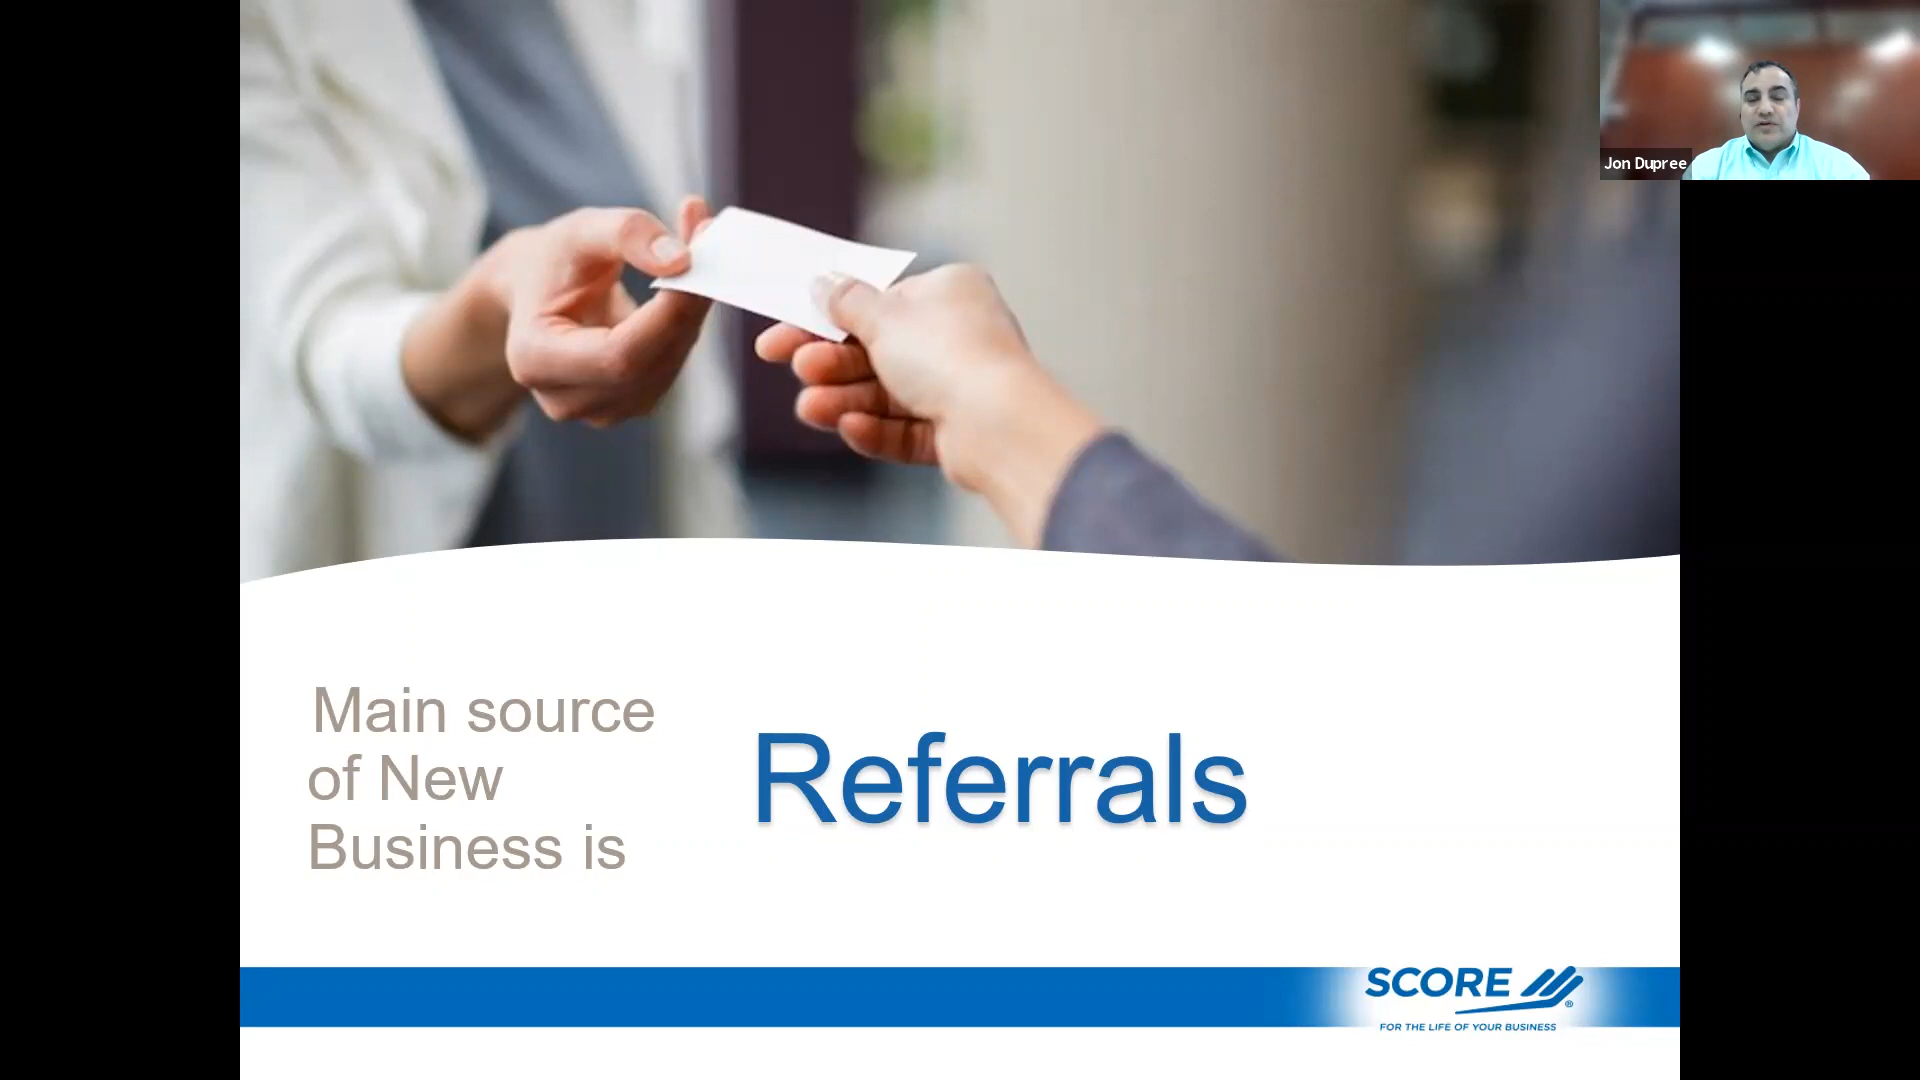 Jon Dupree
Main source
of New
Business is
Referrals
SCORE
®
FOR THE LIFE OF YOUR BUSINESS